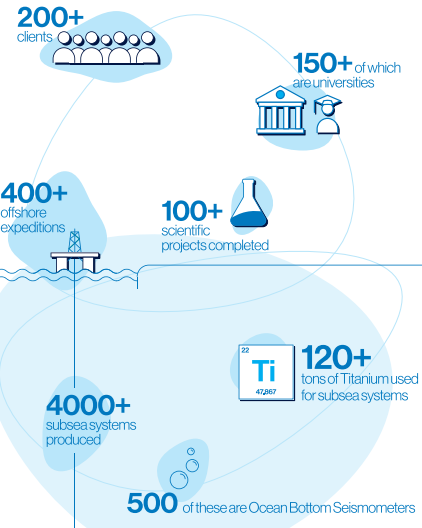 200+
clients
150+ of which
are universities
400+
offshore
expeditions
100+
scientific
projects completed
22
Ti
47,867
120+
tons of Titanium used
for subsea systems
4000+
subsea systems
produced
500 of these are Ocean Bottom Seismometers